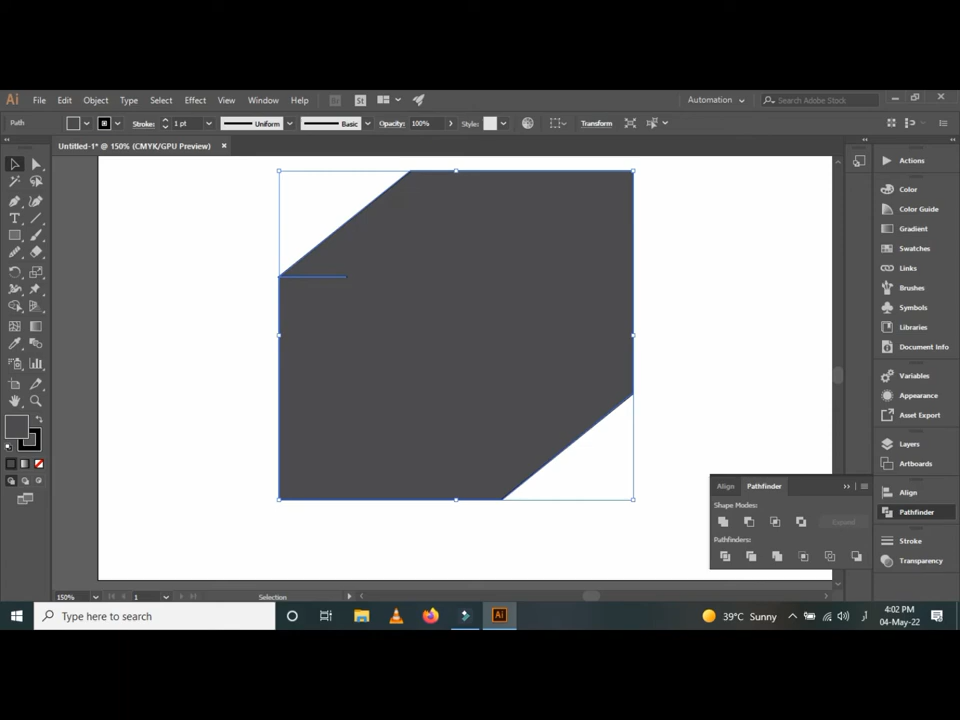 Ai File Edit Object Type Select Effect View Window Help Br St Automation Search Adobe Stock
Path Stroke: 1 pt Uniform Basic Opacity: 100% Style: Transform
Untitled-1* @ 150% (CMYK/GPU Preview)
Actions
Color
Color Guide
Gradient
Swatches
Links
Brushes
Symbols
Libraries
Document Info
Variables
Appearance
Asset Export
Layers
Artboards
Align
Pathfinder
Stroke
Transparency
Align Pathfinder
Shape Modes:
Expand
Pathfinders:
150% 1 Selection
Type here to search
Ai
39°C Sunny
4:02 PM
04-May-22